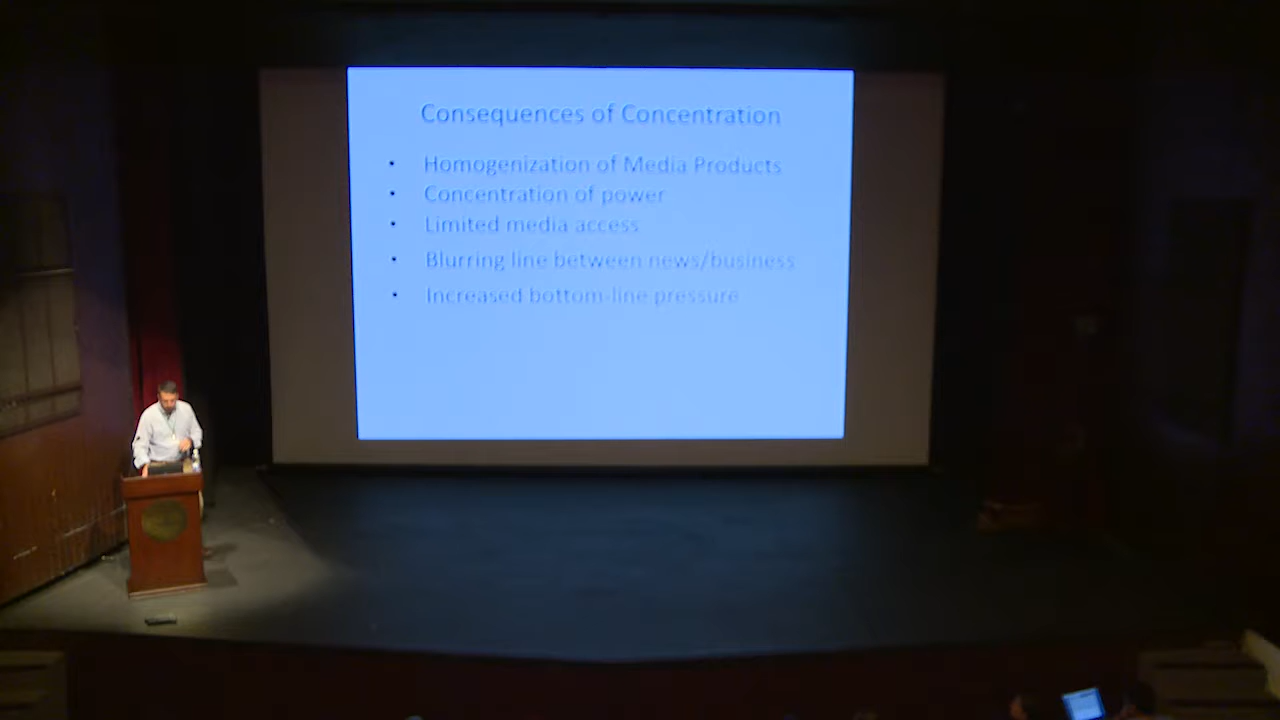 Consequences of Concentration
• Homogenization of Media Products
• Concentration of power
• Limited media access
• Blurring line between news/business
• Increased bottom-line pressure